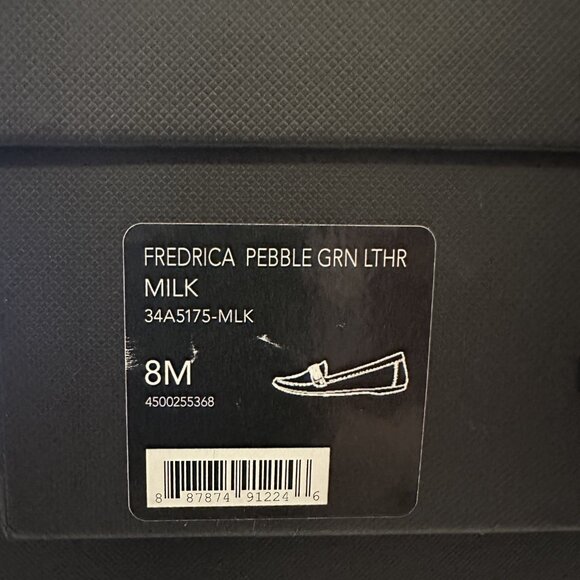 FREDRICA PEBBLE GRN LTHR
MILK
34A5175-MLK
8M
4500255368
8 87874 91224 6